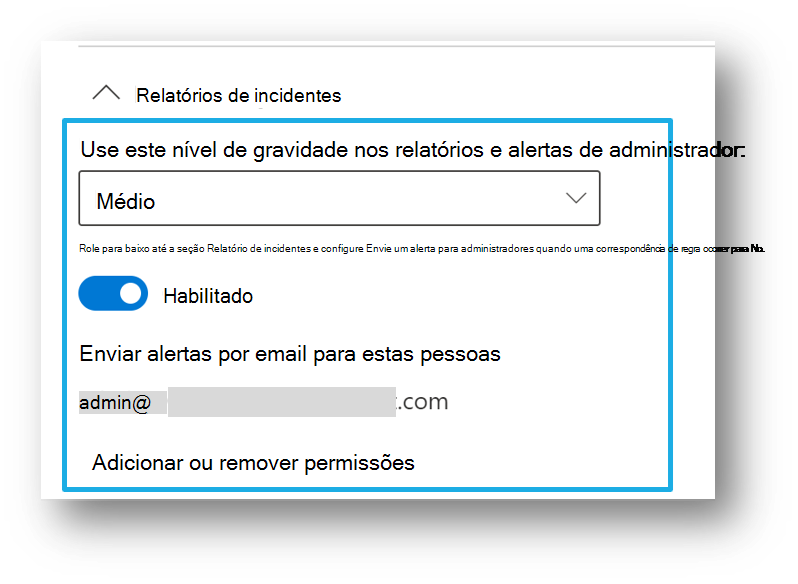 Relatórios de incidentes
Use este nível de gravidade nos relatórios e alertas de administrador:
Médio
Role para baixo até a seção Relatório de incidentes e configure Envie um alerta para administradores quando uma correspondência de regra ocorrer para No.
Habilitado
Enviar alertas por email para estas pessoas
admin@ .com
Adicionar ou remover permissões